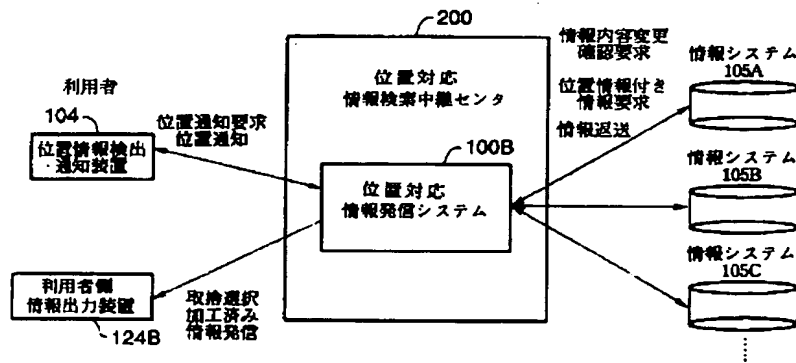 200
利用者
104
位置情報検出
・通知装置
位置通知要求
位置通知
位置対応
情報検索中継センタ
100B
位置対応
情報発信システム
情報内容変更
確認要求
位置情報付き
情報要求
情報返送
情報システム
105A
情報システム
105B
情報システム
105C
利用者側
情報出力装置
124B
取捨選択
加工済み
情報発信